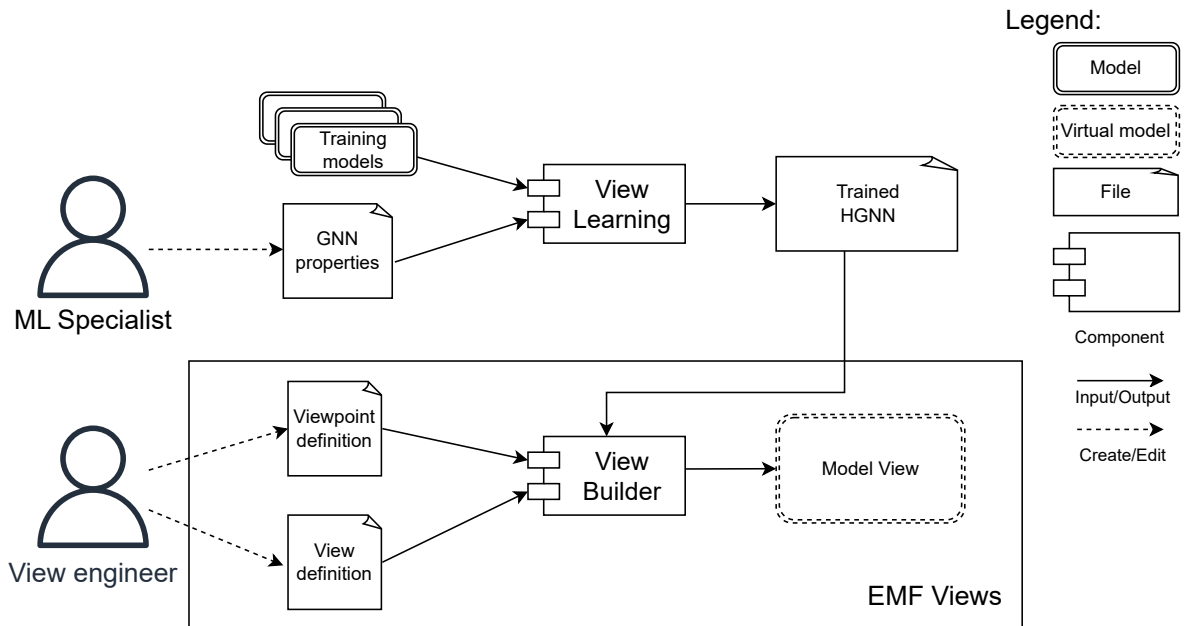 Legend:
Model
Virtual model
File
Component
Input/Output
Create/Edit
Training
models
GNN
properties
ML Specialist
View
Learning
Trained
HGNN
Viewpoint
definition
View
definition
View engineer
View
Builder
Model View
EMF Views